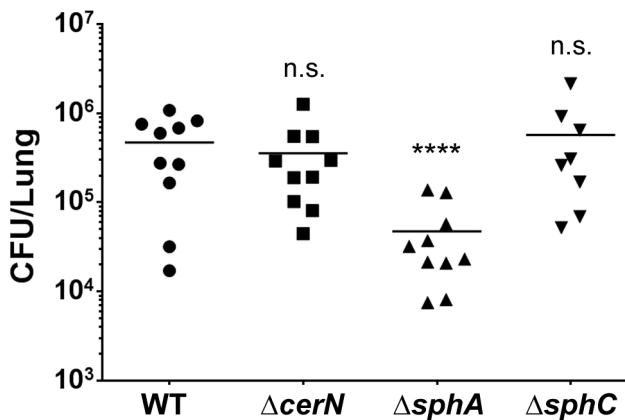 10⁷
n.s.
n.s.
10⁶
****
CFU/Lung
10⁵
10⁴
10³
WT ΔcerN ΔsphA ΔsphC